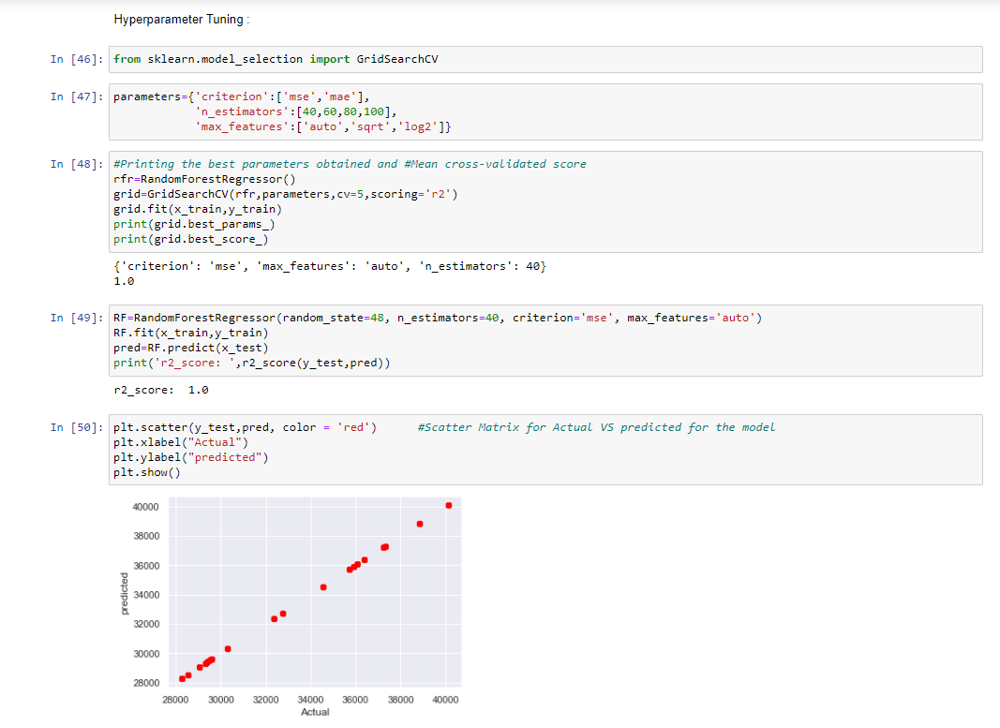 Hyperparameter Tuning :
In [46]: from sklearn.model_selection import GridSearchCV
In [47]: parameters={'criterion':['mse','mae'],
'n_estimators':[40,60,80,100],
'max_features':['auto','sqrt','log2']}
In [48]: #Printing the best parameters obtained and #Mean cross-validated score
rfr=RandomForestRegressor()
grid=GridSearchCV(rfr,parameters,cv=5,scoring='r2')
grid.fit(x_train,y_train)
print(grid.best_params_)
print(grid.best_score_)
{'criterion': 'mse', 'max_features': 'auto', 'n_estimators': 40}
1.0
In [49]: RF=RandomForestRegressor(random_state=48, n_estimators=40, criterion='mse', max_features='auto')
RF.fit(x_train,y_train)
pred=RF.predict(x_test)
print('r2_score: ',r2_score(y_test,pred))
r2_score:  1.0
In [50]: plt.scatter(y_test,pred, color = 'red')      #Scatter Matrix for Actual VS predicted for the model
plt.xlabel("Actual")
plt.ylabel("predicted")
plt.show()
40000
38000
36000
34000
32000
30000
28000
predicted
28000 30000 32000 34000 36000 38000 40000
Actual